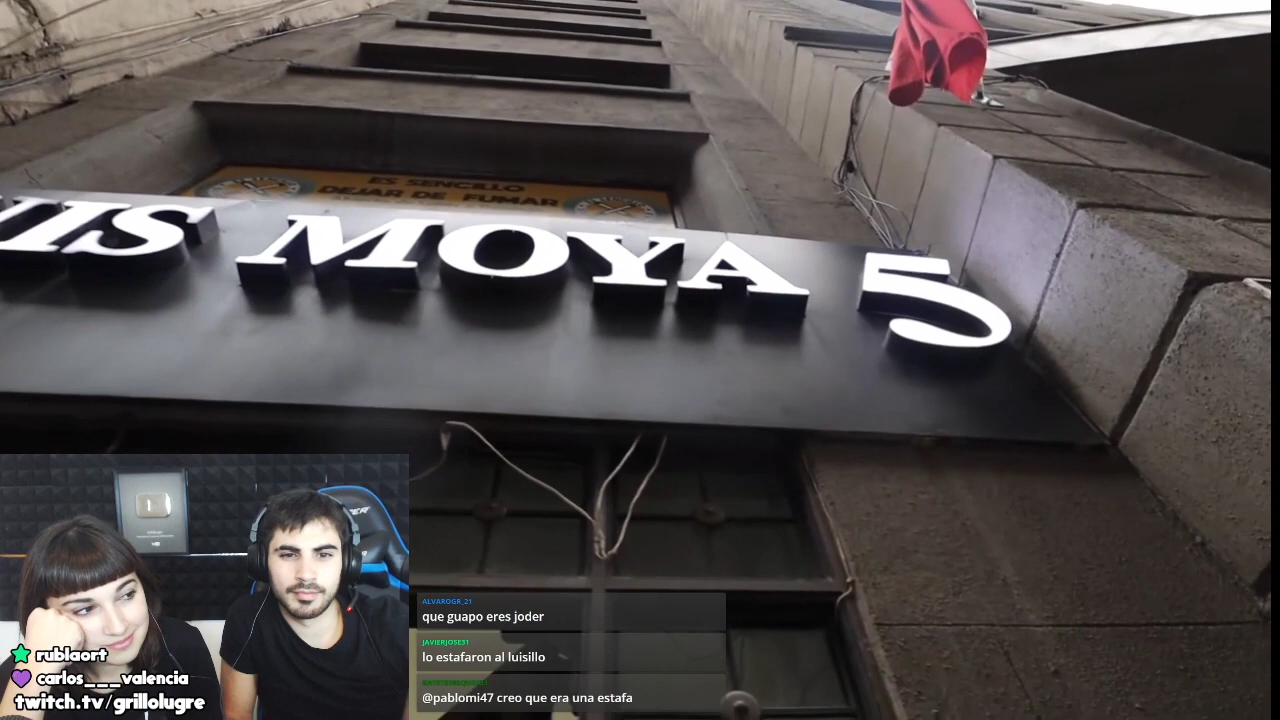 ES SENCILLO
DEJAR DE FUMAR
UIS MOYA 5
ALVAROGR_21
que guapo eres joder
JAVIERJOSE31
lo estafaron al luisillo
@pablomi47 creo que era una estafa
rublaort
carlos___valencia
twitch.tv/grillolugre